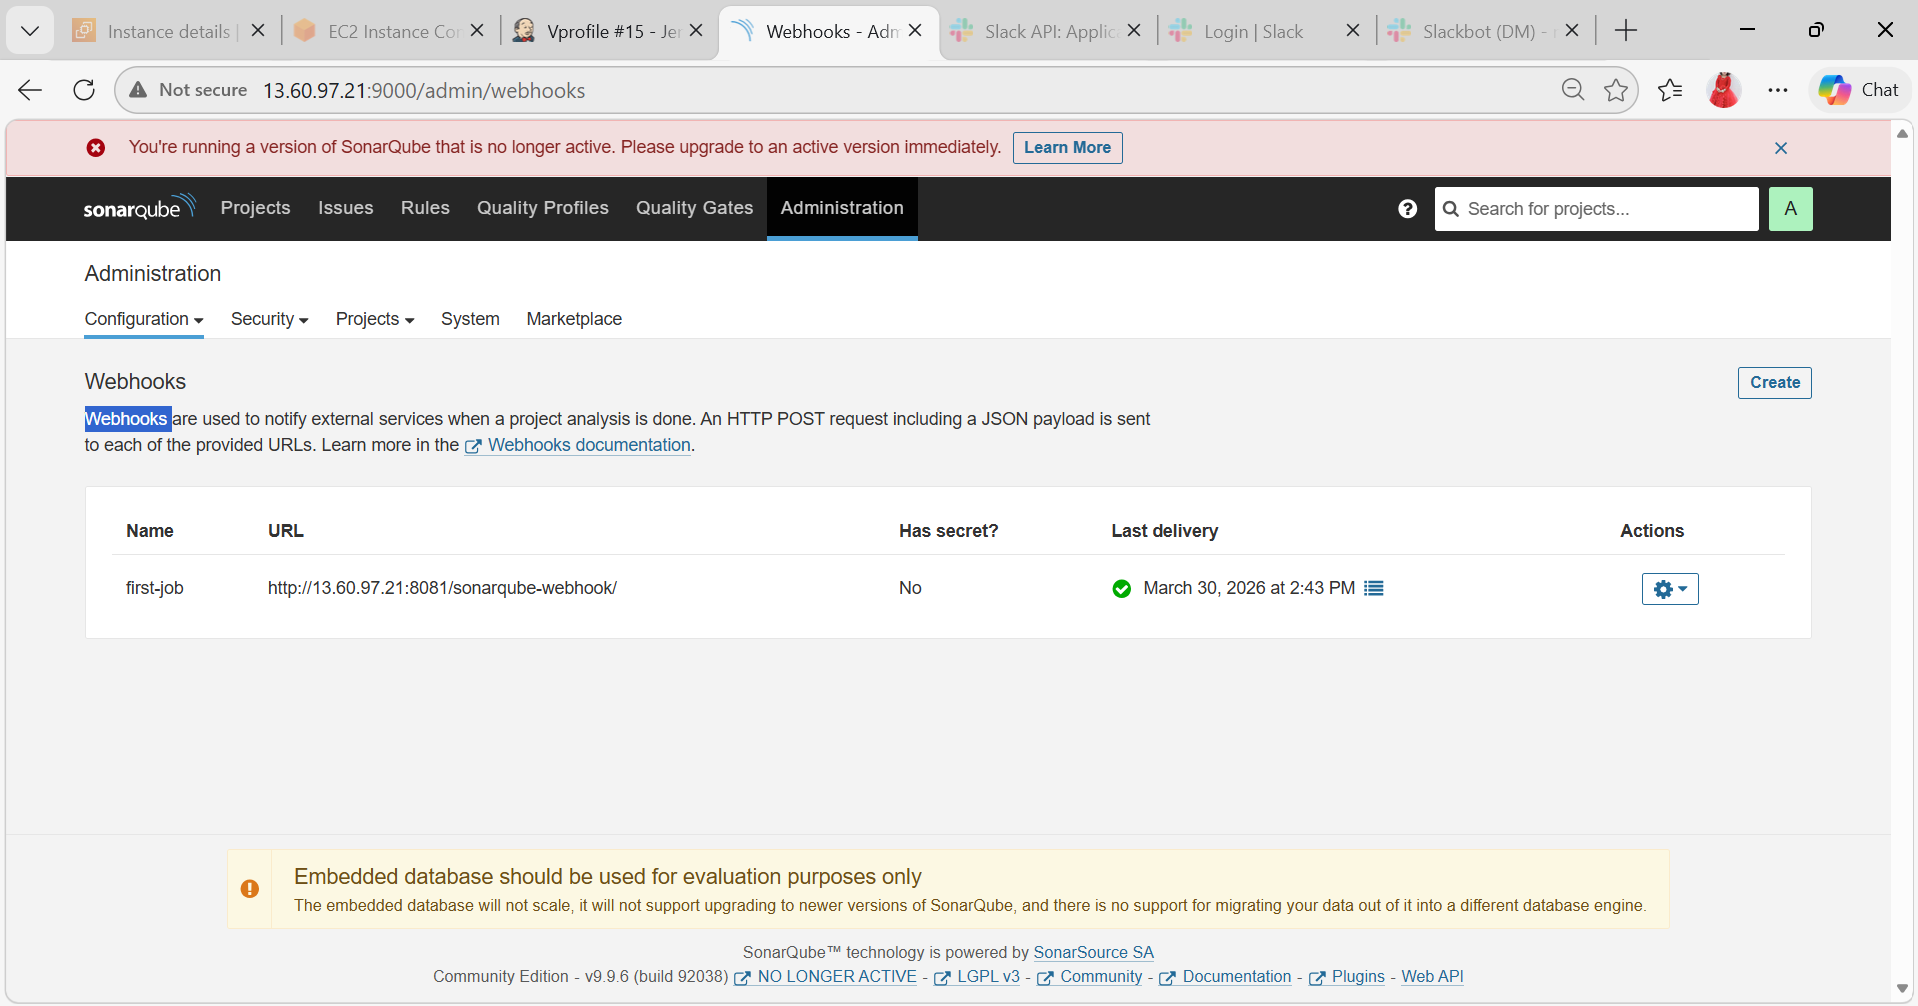 Instance details
EC2 Instance Cor
Vprofile #15 - Jer
Webhooks - Adm
Slack API: Applica
Login | Slack
Slackbot (DM) -
Not secure 13.60.97.21:9000/admin/webhooks
Chat
You're running a version of SonarQube that is no longer active. Please upgrade to an active version immediately. Learn More
sonarqube Projects Issues Rules Quality Profiles Quality Gates Administration ? Search for projects... A
Administration
Configuration Security Projects System Marketplace
Webhooks
Create
Webhooks are used to notify external services when a project analysis is done. An HTTP POST request including a JSON payload is sent
to each of the provided URLs. Learn more in the Webhooks documentation.
Name URL Has secret? Last delivery Actions
first-job http://13.60.97.21:8081/sonarqube-webhook/ No March 30, 2026 at 2:43 PM
Embedded database should be used for evaluation purposes only
The embedded database will not scale, it will not support upgrading to newer versions of SonarQube, and there is no support for migrating your data out of it into a different database engine.
SonarQube™ technology is powered by SonarSource SA
Community Edition - v9.9.6 (build 92038) NO LONGER ACTIVE - LGPL v3 - Community - Documentation - Plugins - Web API